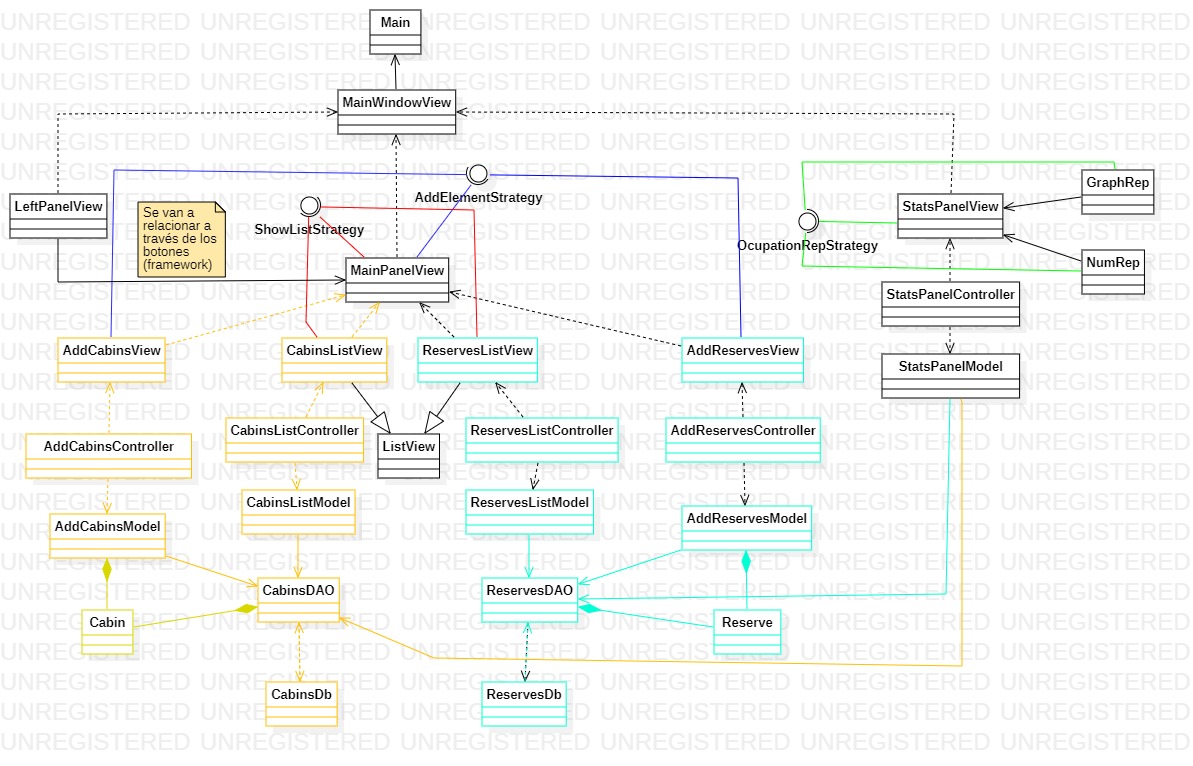 UNREGISTERED UNREGISTERED UNREGISTERED UNREGISTERED UNREGISTERED UNREGISTERED
Main
MainWindowView
AddElementStrategy
GraphRep
LeftPanelView
Se van a
relacionar a
través de los
botones
(framework)
ShowListStrategy
StatsPanelView
OcupationRepStrategy
MainPanelView
NumRep
StatsPanelController
AddCabinsView
CabinsListView
ReservesListView
AddReservesView
StatsPanelModel
AddCabinsController
CabinsListController
ListView
ReservesListController
AddReservesController
AddCabinsModel
CabinsListModel
ReservesListModel
AddReservesModel
CabinsDAO
ReservesDAO
Cabin
Reserve
CabinsDb
ReservesDb